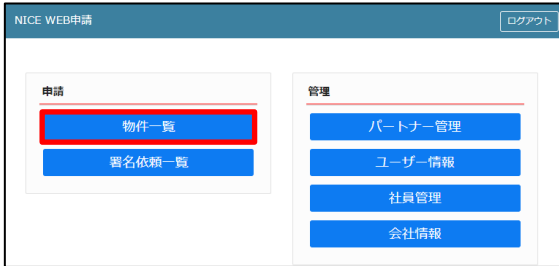 NICE WEB申請
ログアウト
申請
物件一覧
署名依頼一覧
管理
パートナー管理
ユーザー情報
社員管理
会社情報